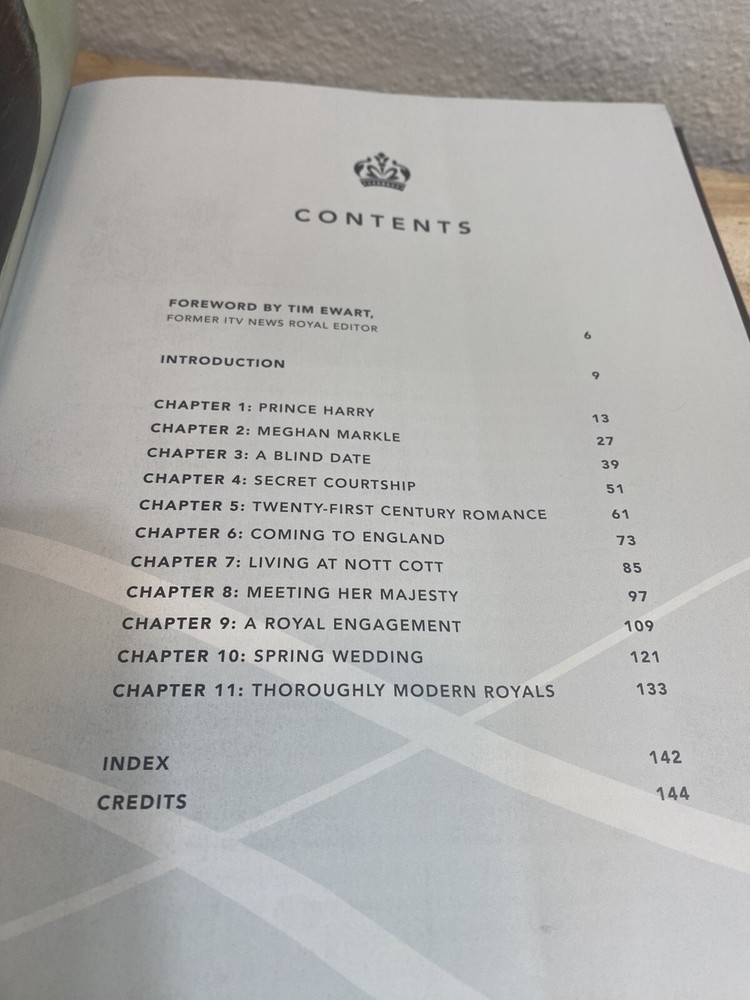 CONTENTS
FOREWORD BY TIM EWART,
FORMER ITV NEWS ROYAL EDITOR 6
INTRODUCTION 9
CHAPTER 1: PRINCE HARRY 13
CHAPTER 2: MEGHAN MARKLE 27
CHAPTER 3: A BLIND DATE 39
CHAPTER 4: SECRET COURTSHIP 51
CHAPTER 5: TWENTY-FIRST CENTURY ROMANCE 61
CHAPTER 6: COMING TO ENGLAND 73
CHAPTER 7: LIVING AT NOTT COTT 85
CHAPTER 8: MEETING HER MAJESTY 97
CHAPTER 9: A ROYAL ENGAGEMENT 109
CHAPTER 10: SPRING WEDDING 121
CHAPTER 11: THOROUGHLY MODERN ROYALS 133
INDEX 142
CREDITS 144